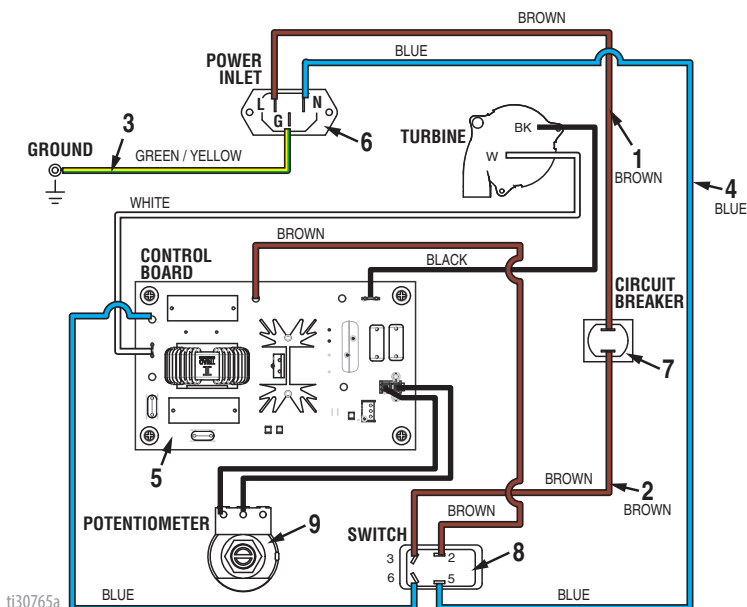 BROWN
BLUE
POWER
INLET
L
N
G
6
3
GROUND
GREEN / YELLOW
TURBINE
BK
W
1
BROWN
4
BLUE
WHITE
BROWN
BLACK
CONTROL
BOARD
CIRCUIT
BREAKER
7
5
BROWN
2
BROWN
BROWN
POTENTIOMETER
9
SWITCH
3
2
8
6
5
BLUE
BLUE
ti30765a